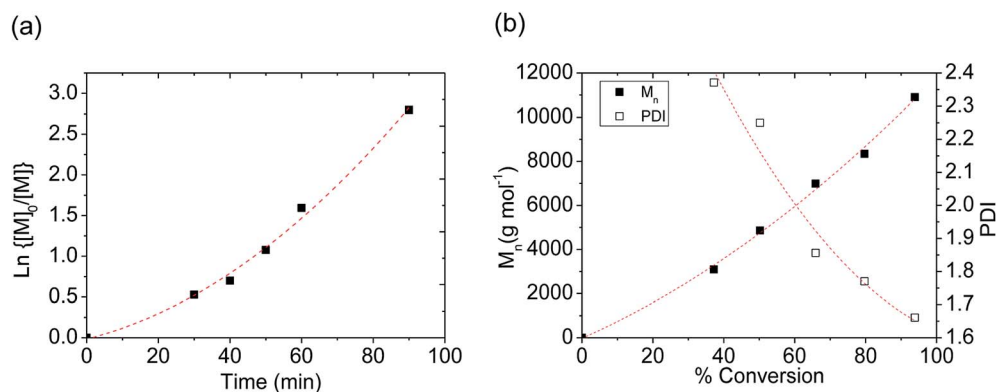 (a)
(b)
Ln {[M]₀/[M]}
3.0
2.5
2.0
1.5
1.0
0.5
0.0
0 20 40 60 80 100
Time (min)
Mₙ(g mol⁻¹)
12000
10000
8000
6000
4000
2000
0
Mₙ
PDI
0 20 40 60 80 100
% Conversion
2.4
2.3
2.2
2.1
2.0
1.9
1.8
1.7
1.6
PDI